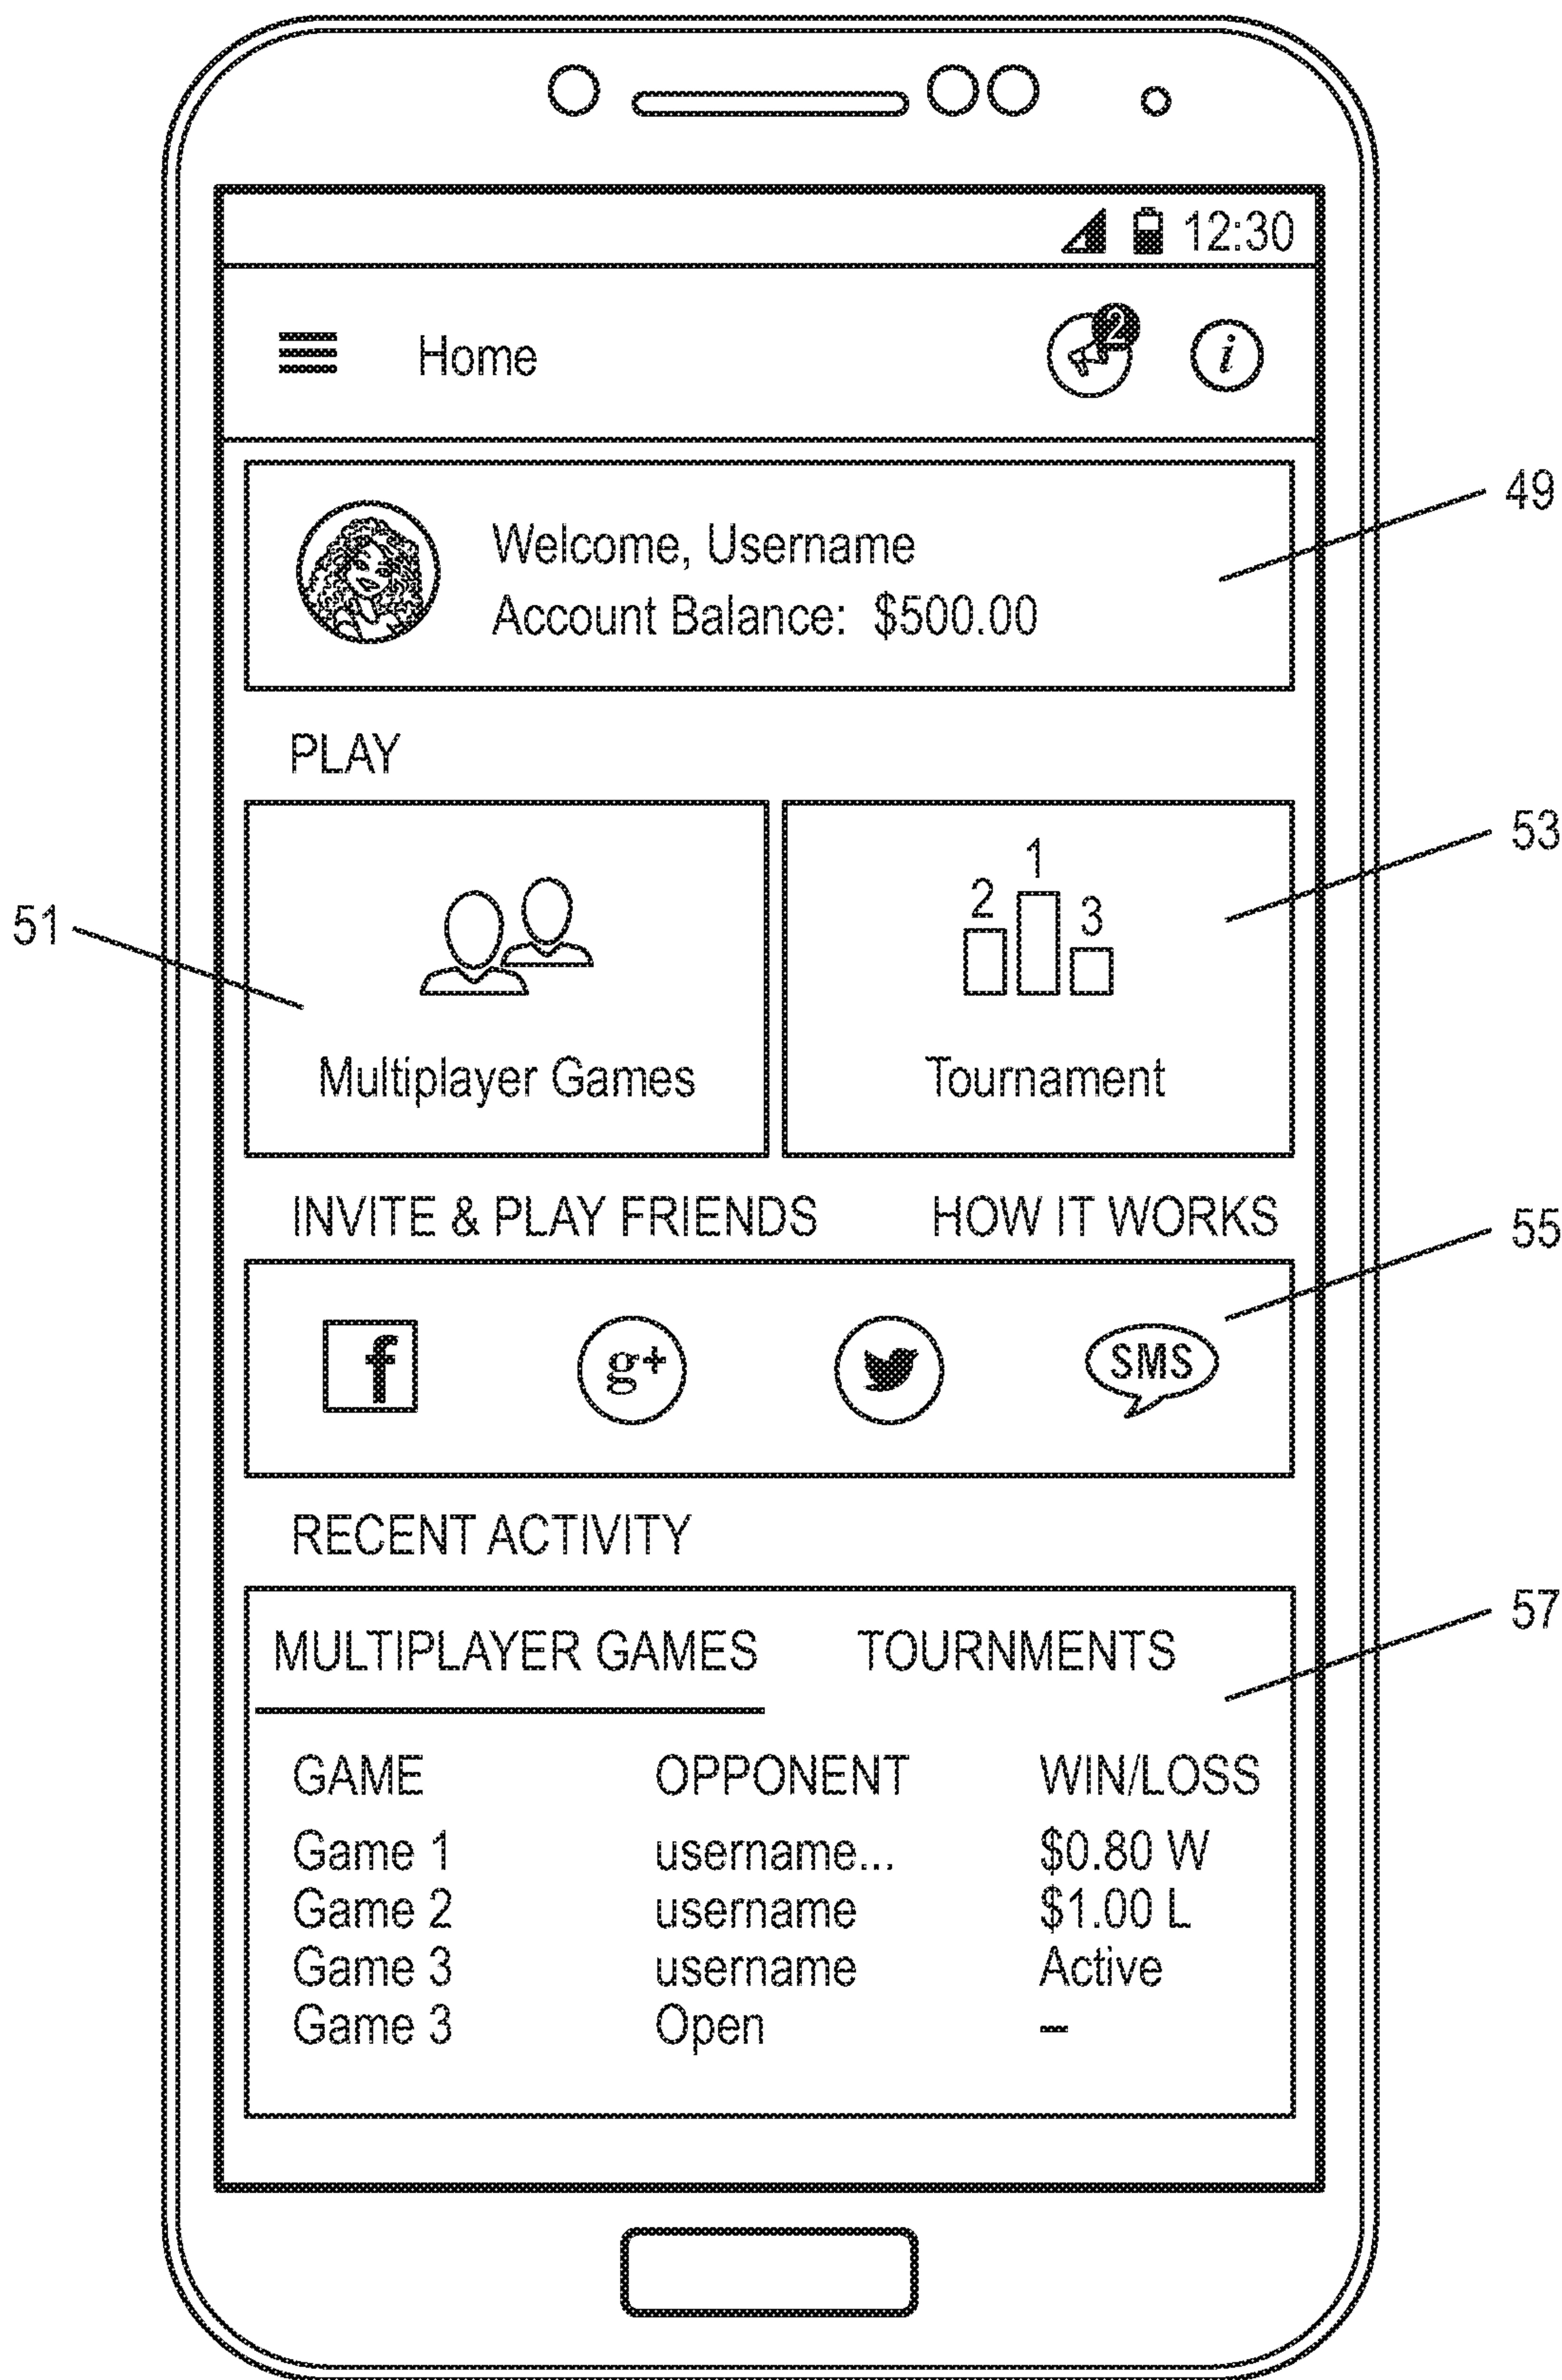 12:30
Home
2
i
49
Welcome, Username
Account Balance: $500.00
PLAY
53
1
2
3
51
Multiplayer Games
Tournament
INVITE & PLAY FRIENDS HOW IT WORKS
55
f
g+
SMS
RECENT ACTIVITY
57
MULTIPLAYER GAMES TOURNMENTS
GAME OPPONENT WIN/LOSS
Game 1 username... $0.80 W
Game 2 username $1.00 L
Game 3 username Active
Game 3 Open –